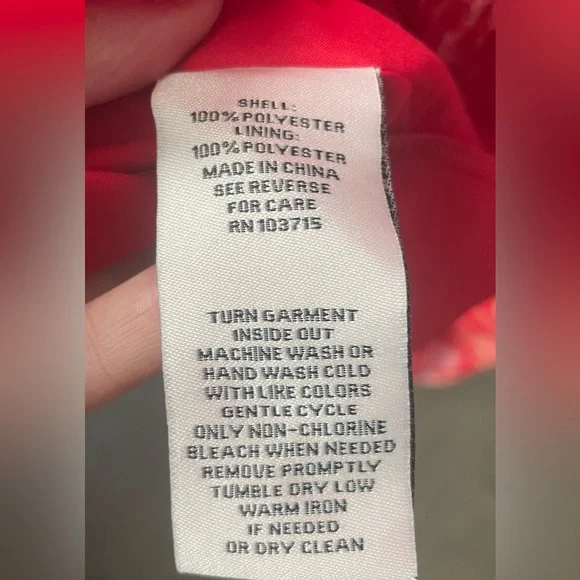 SHELL:
100% POLYESTER
LINING:
100% POLYESTER
MADE IN CHINA
SEE REVERSE
FOR CARE
RN 103715
TURN GARMENT
INSIDE OUT
MACHINE WASH OR
HAND WASH COLD
WITH LIKE COLORS
GENTLE CYCLE
ONLY NON-CHLORINE
BLEACH WHEN NEEDED
REMOVE PROMPTLY
TUMBLE DRY LOW
WARM IRON
IF NEEDED
OR DRY CLEAN